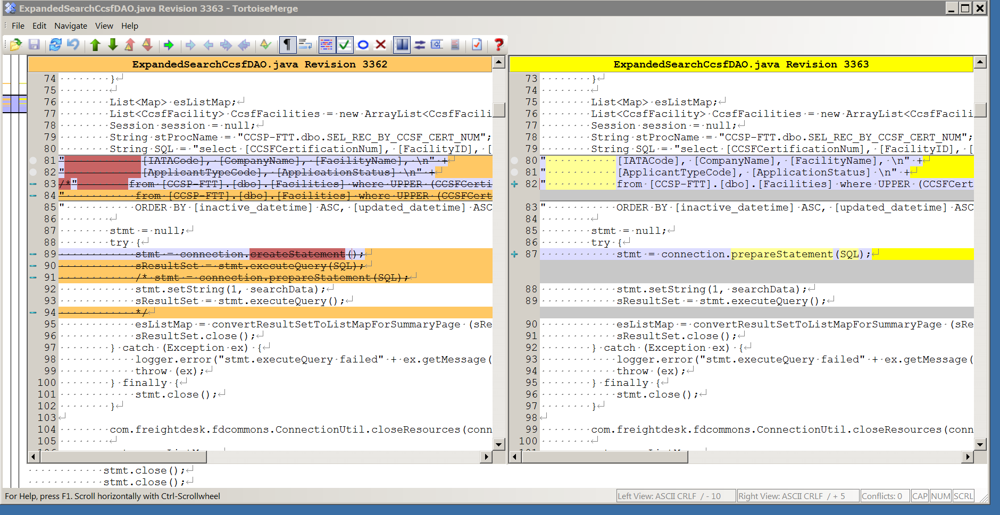 ExpandedSearchCcsfDAO.java Revision 3363 - TortoiseMerge
File Edit Navigate View Help
ExpandedSearchCcsfDAO.java Revision 3362
74 }
75
76 List<Map> esListMap;
77 List<CcsfFacility> CcsfFacilities = new ArrayList<CcsfFacili
78 Session session = null;
79 String stProcName = "CCSP-FTT.dbo.SEL_REC_BY_CCSF_CERT_NUM";
80 String SQL = "select [CCSFCertificationNum], [FacilityID], [
81 " [IATACode], [CompanyName], [FacilityName], \n" +
82 " [ApplicantTypeCode], [ApplicationStatus] \n" +
83 /*" from [CCSP-FTT].[dbo].[Facilities] where UPPER (CCSFCerti
84 " from [CCSP-FTT].[dbo].[Facilities] where UPPER (CCSFCert
85 " ORDER BY [inactive_datetime] ASC, [updated_datetime] ASC
86
87 stmt = null;
88 try {
89 stmt = connection.createStatement();
90 sResultSet = stmt.executeQuery(SQL);
91 /* stmt = connection.prepareStatement(SQL);
92 stmt.setString(1, searchData);
93 sResultSet = stmt.executeQuery();
94 */
95 esListMap = convertResultSetToListMapForSummaryPage (sRe
96 sResultSet.close();
97 } catch (Exception ex) {
98 logger.error("stmt.executeQuery failed" + ex.getMessage(
99 throw (ex);
100 } finally {
101 stmt.close();
102 }
103
104 com.freightdesk.fdcommons.ConnectionUtil.closeResources(conn
105
ExpandedSearchCcsfDAO.java Revision 3363
73 }
74
75 List<Map> esListMap;
76 List<CcsfFacility> CcsfFacilities = new ArrayList<CcsfFacili
77 Session session = null;
78 String stProcName = "CCSP-FTT.dbo.SEL_REC_BY_CCSF_CERT_NUM";
79 String SQL = "select [CCSFCertificationNum], [FacilityID], [
80 " [IATACode], [CompanyName], [FacilityName], \n" +
81 " [ApplicantTypeCode], [ApplicationStatus] \n" +
82 " from [CCSP-FTT].[dbo].[Facilities] where UPPER (CCSFCert
83 " ORDER BY [inactive_datetime] ASC, [updated_datetime] ASC
84
85 stmt = null;
86 try {
87 stmt = connection.prepareStatement(SQL);
88 stmt.setString(1, searchData);
89 sResultSet = stmt.executeQuery();
90 esListMap = convertResultSetToListMapForSummaryPage (sRe
91 sResultSet.close();
92 } catch (Exception ex) {
93 logger.error("stmt.executeQuery failed" + ex.getMessage(
94 throw (ex);
95 } finally {
96 stmt.close();
97 }
98
99 com.freightdesk.fdcommons.ConnectionUtil.closeResources(conn
100
stmt.close();
stmt.close();
For Help, press F1. Scroll horizontally with Ctrl-Scrollwheel
Left View: ASCII CRLF / - 10
Right View: ASCII CRLF / + 5
Conflicts: 0
CAP NUM SCRL